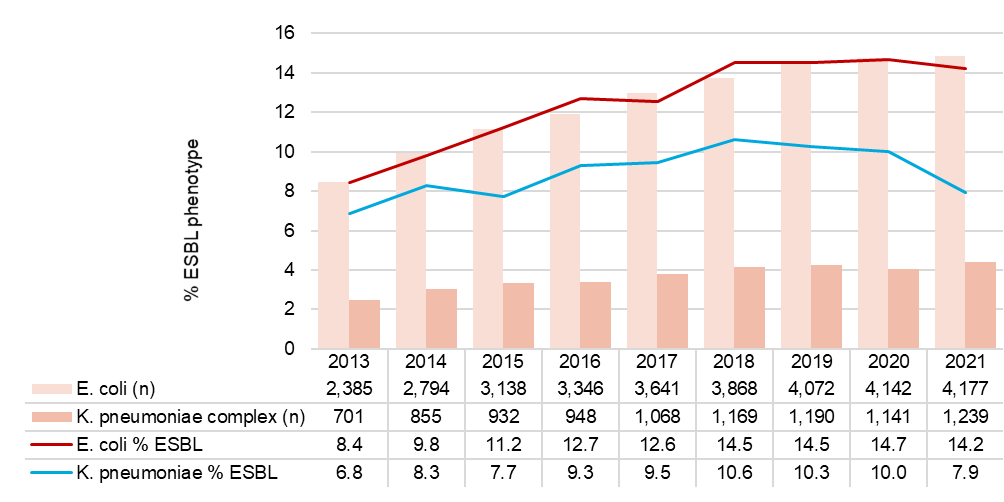 16
14
12
10
8
6
4
2
0
% ESBL phenotype
2013 2014 2015 2016 2017 2018 2019 2020 2021
E. coli (n) 2,385 2,794 3,138 3,346 3,641 3,868 4,072 4,142 4,177
K. pneumoniae complex (n) 701 855 932 948 1,068 1,169 1,190 1,141 1,239
E. coli % ESBL 8.4 9.8 11.2 12.7 12.6 14.5 14.5 14.7 14.2
K. pneumoniae % ESBL 6.8 8.3 7.7 9.3 9.5 10.6 10.3 10.0 7.9